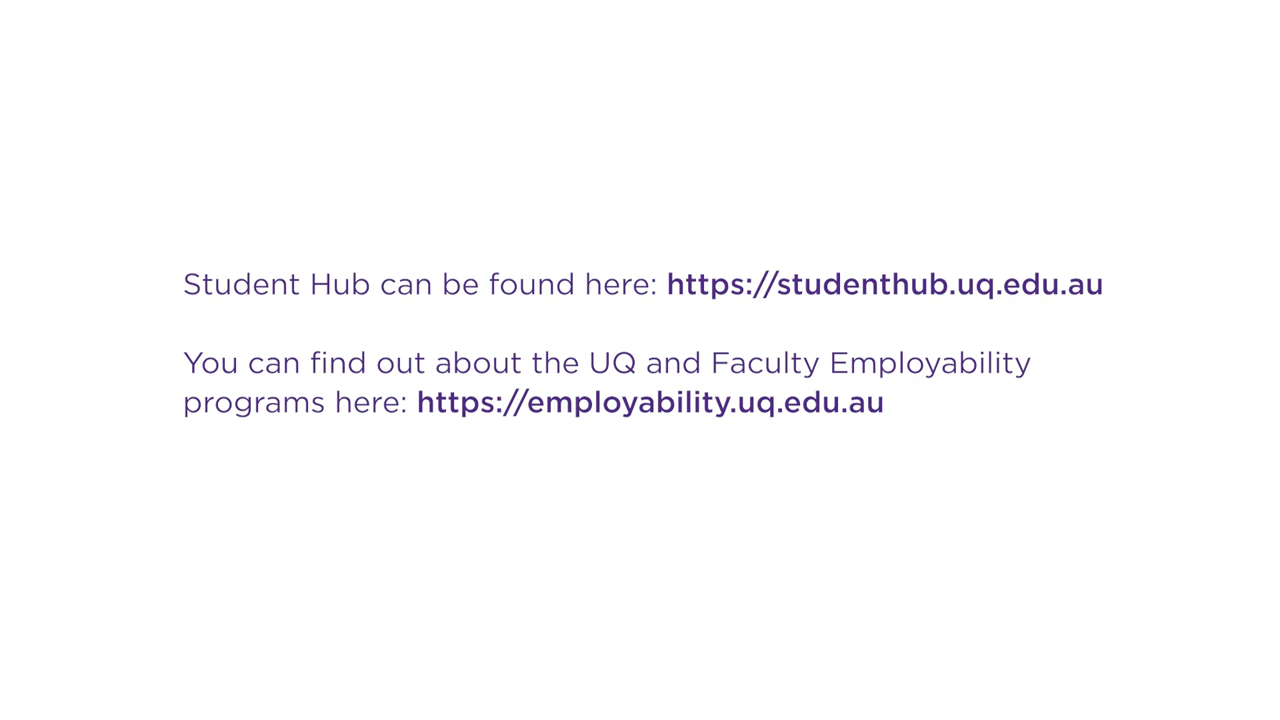 Student Hub can be found here: https://studenthub.uq.edu.au
You can find out about the UQ and Faculty Employability
programs here: https://employability.uq.edu.au